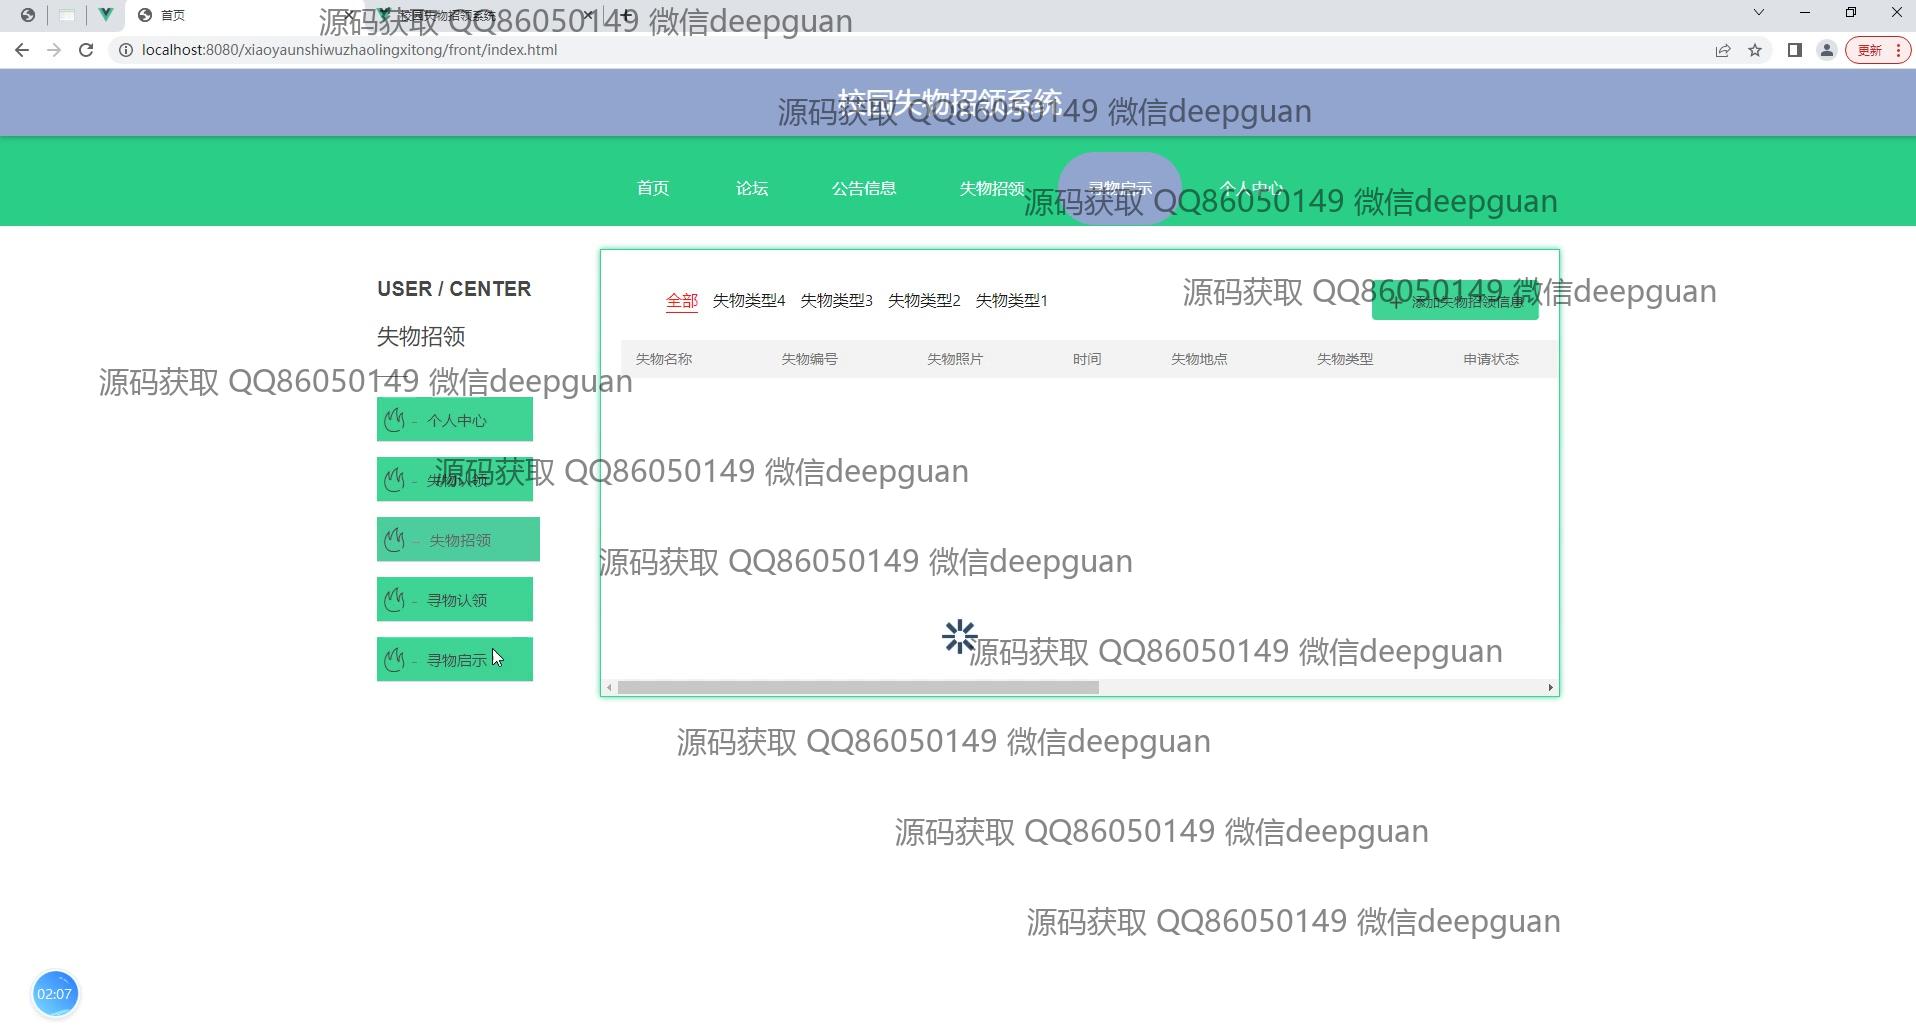 首页
校园失物招领系统
源码获取 QQ86050149 微信deepguan
localhost:8080/xiaoyaunshiwuzhaolingxitong/front/index.html
更新
校园失物招领系统
源码获取 QQ86050149 微信deepguan
首页 论坛 公告信息 失物招领 寻物启示 个人中心
源码获取 QQ86050149 微信deepguan
USER / CENTER
全部 失物类型4 失物类型3 失物类型2 失物类型1
+ 添加失物招领信息
源码获取 QQ86050149 微信deepguan
失物招领
失物名称 失物编号 失物照片 时间 失物地点 失物类型 申请状态
源码获取 QQ86050149 微信deepguan
- 个人中心
- 失物认领
源码获取 QQ86050149 微信deepguan
- 失物招领
源码获取 QQ86050149 微信deepguan
- 寻物认领
- 寻物启示
源码获取 QQ86050149 微信deepguan
源码获取 QQ86050149 微信deepguan
源码获取 QQ86050149 微信deepguan
源码获取 QQ86050149 微信deepguan
02:07